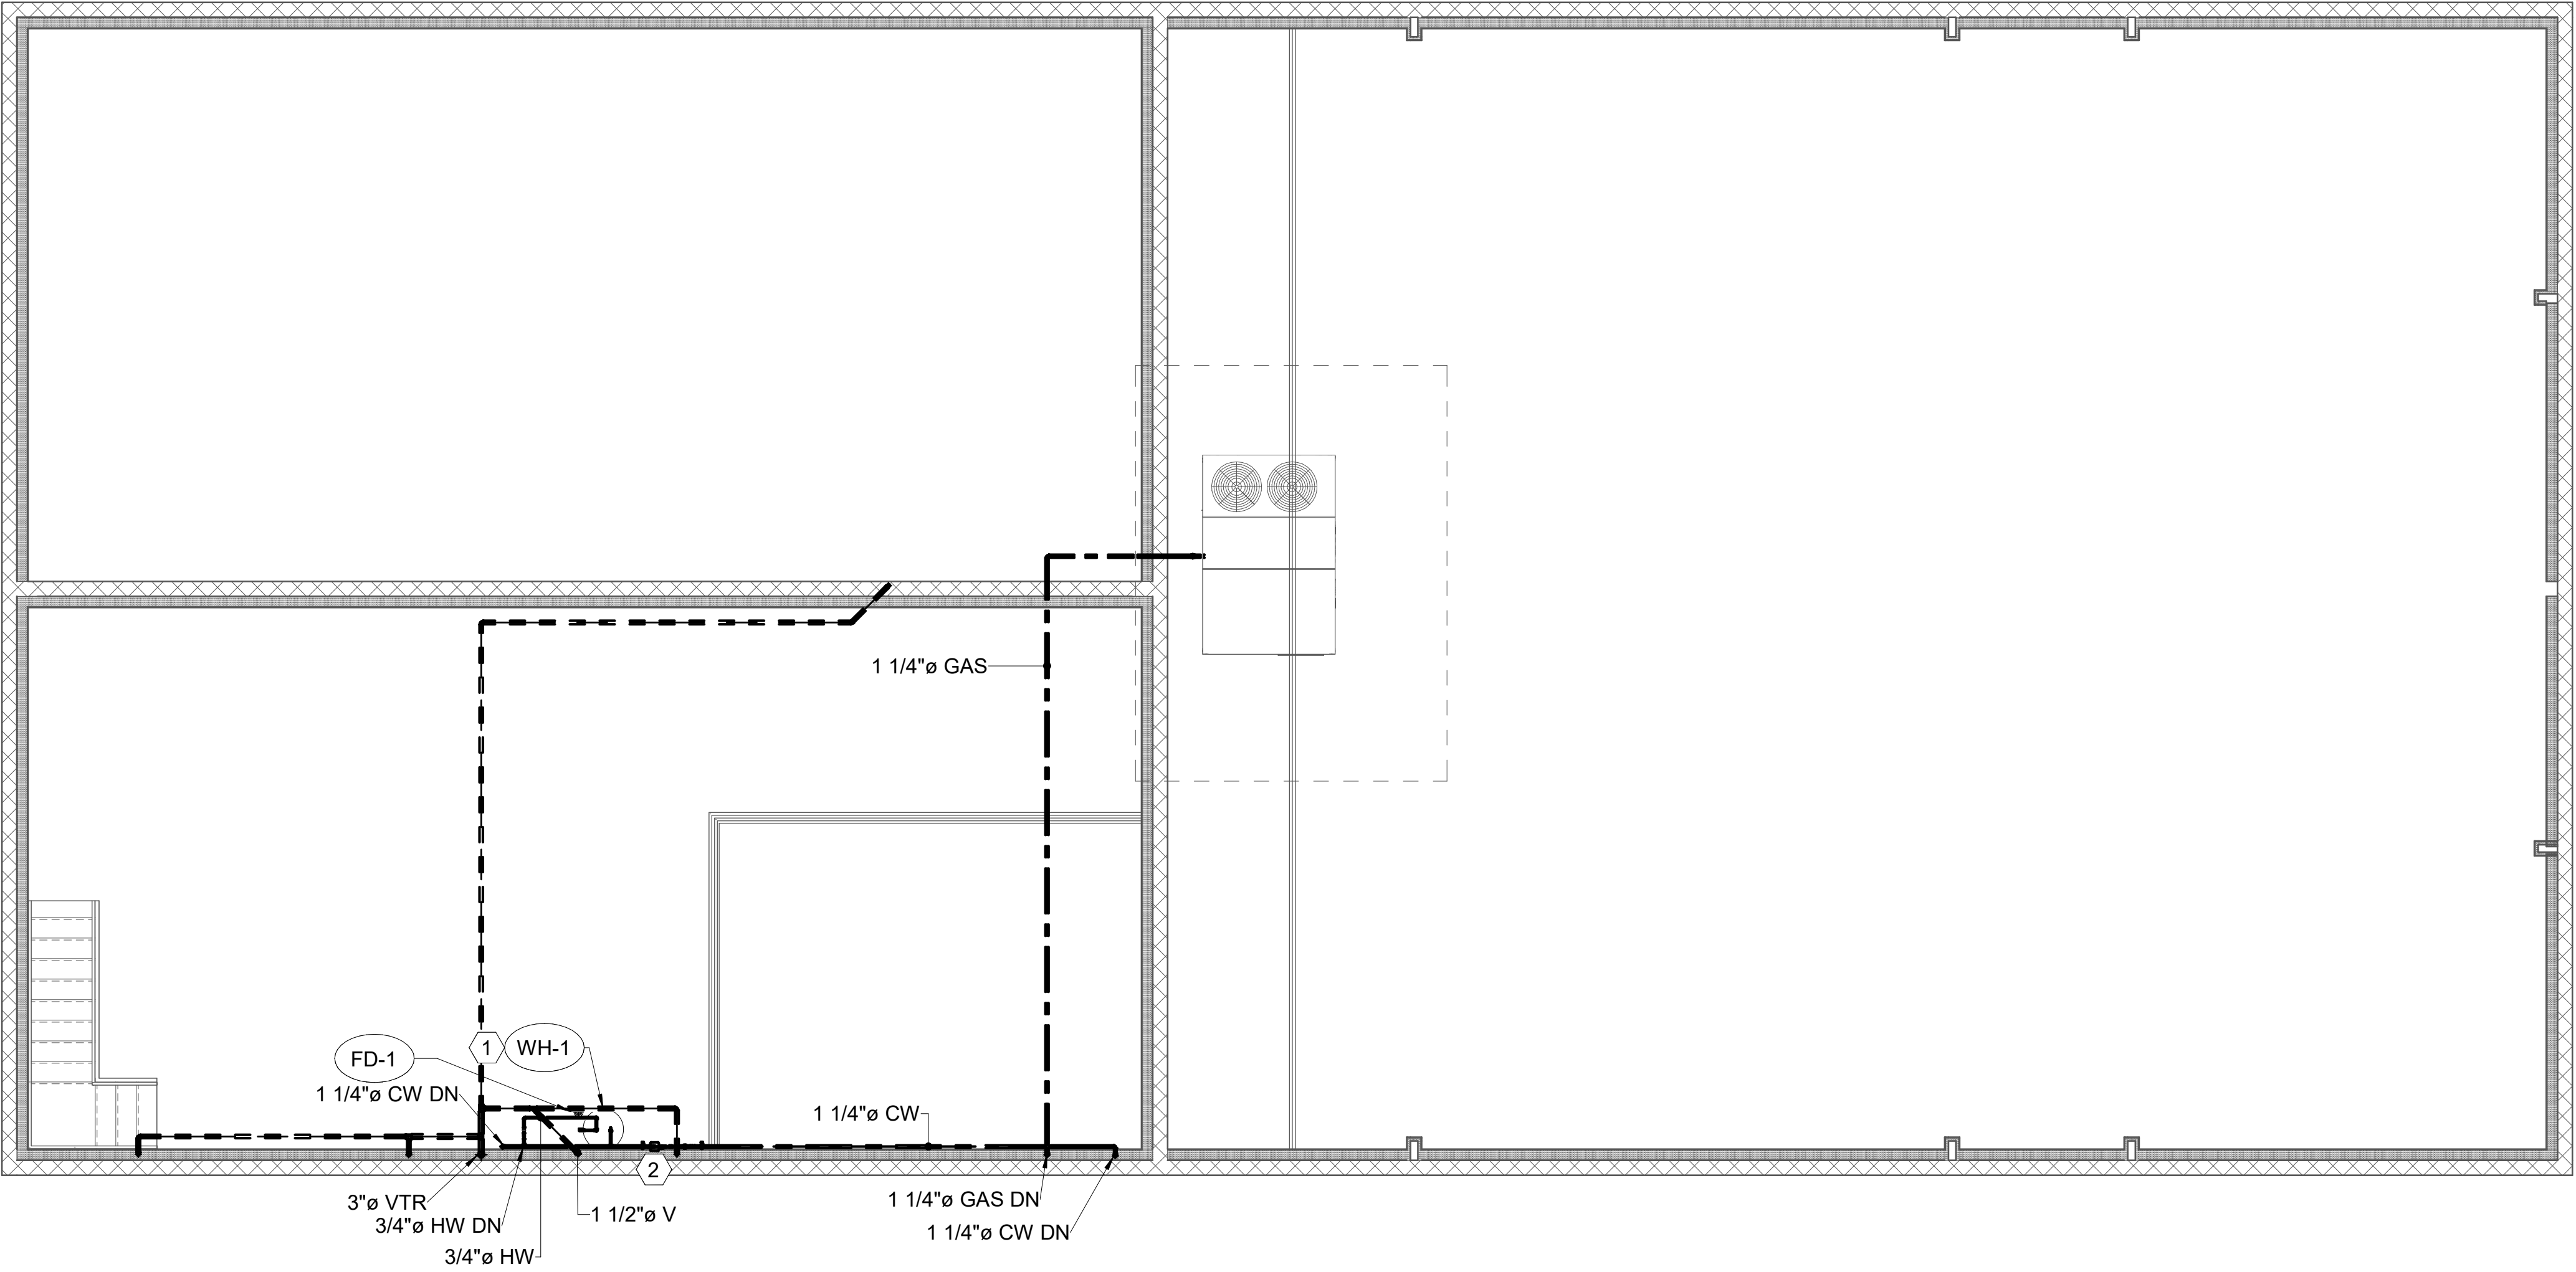 1 1/4"ø GAS
1
WH-1
FD-1
1 1/4"ø CW DN
1 1/4"ø CW
2
3"ø VTR
3/4"ø HW DN
3/4"ø HW
1 1/2"ø V
1 1/4"ø GAS DN
1 1/4"ø CW DN